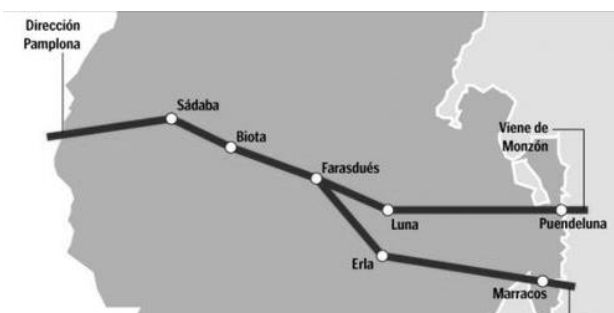 Dirección
Pamplona
Sádaba
Biota
Farasdués
Viene de
Monzón
Luna
Puendeluna
Erla
Marracos